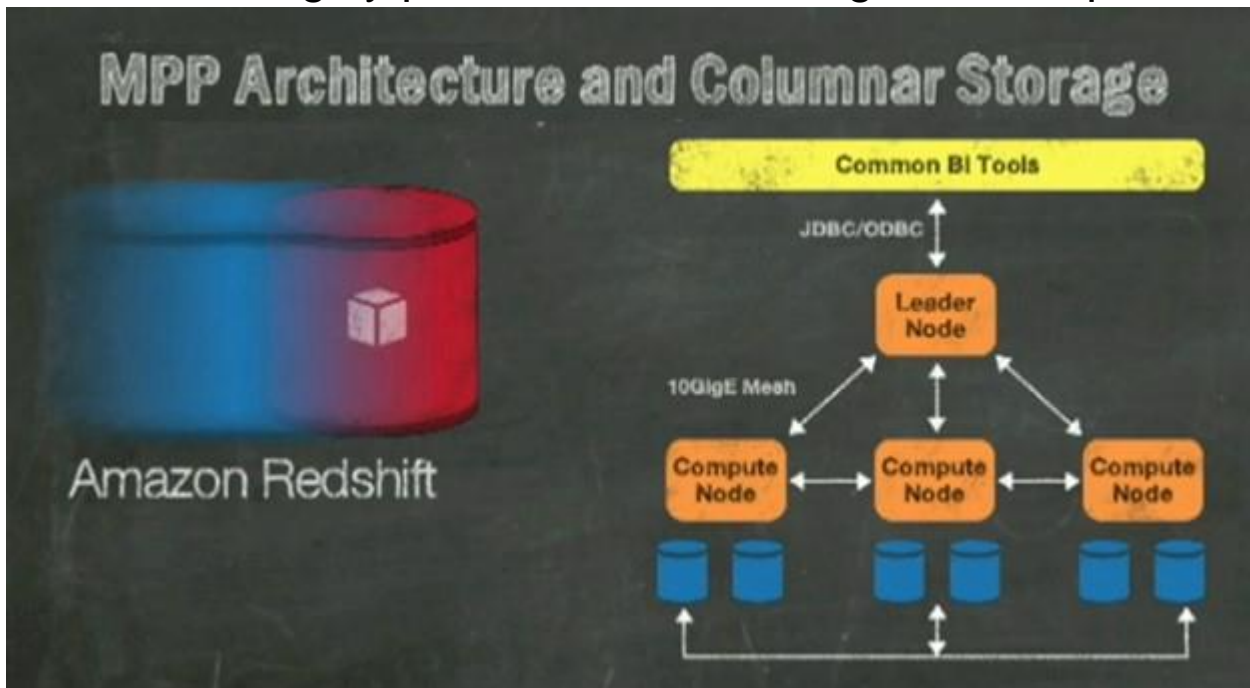 MPP Architecture and Columnar Storage
Common BI Tools
JDBC/ODBC
Leader
Node
10GigE Mesh
Compute
Node
Compute
Node
Compute
Node
Amazon Redshift